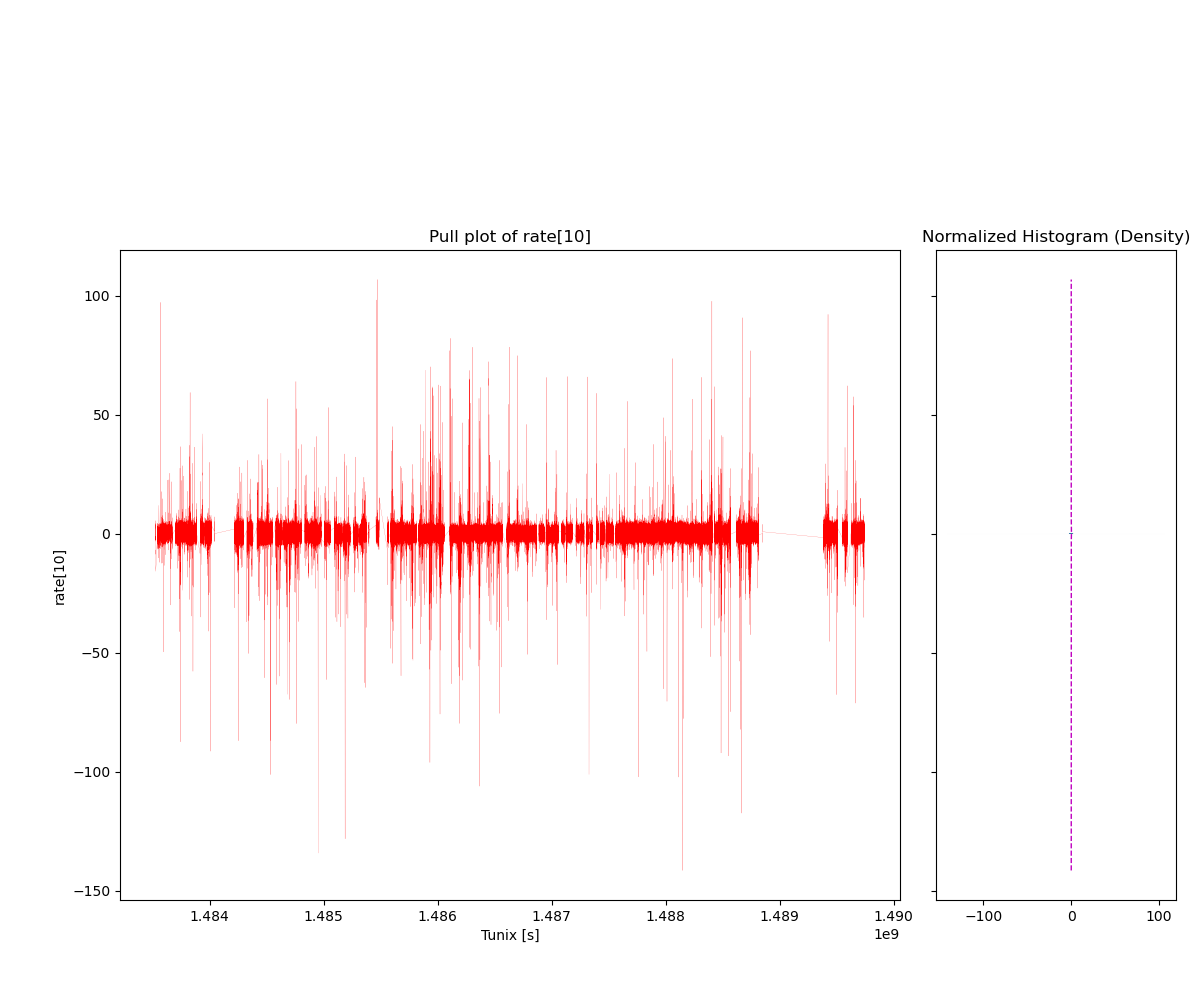 Pull plot of rate[10]
Normalized Histogram (Density)
100
50
0
−50
−100
−150
rate[10]
1.484 1.485 1.486 1.487 1.488 1.489 1.490
1e9
Tunix [s]
−100 0 100